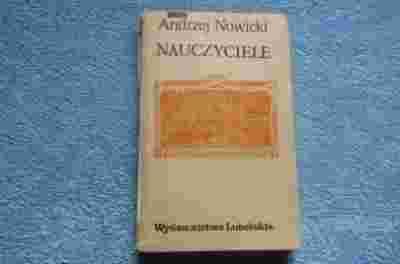 Andrzej Nowicki
NAUCZYCIELE
Wydawnictwo Lubelskie